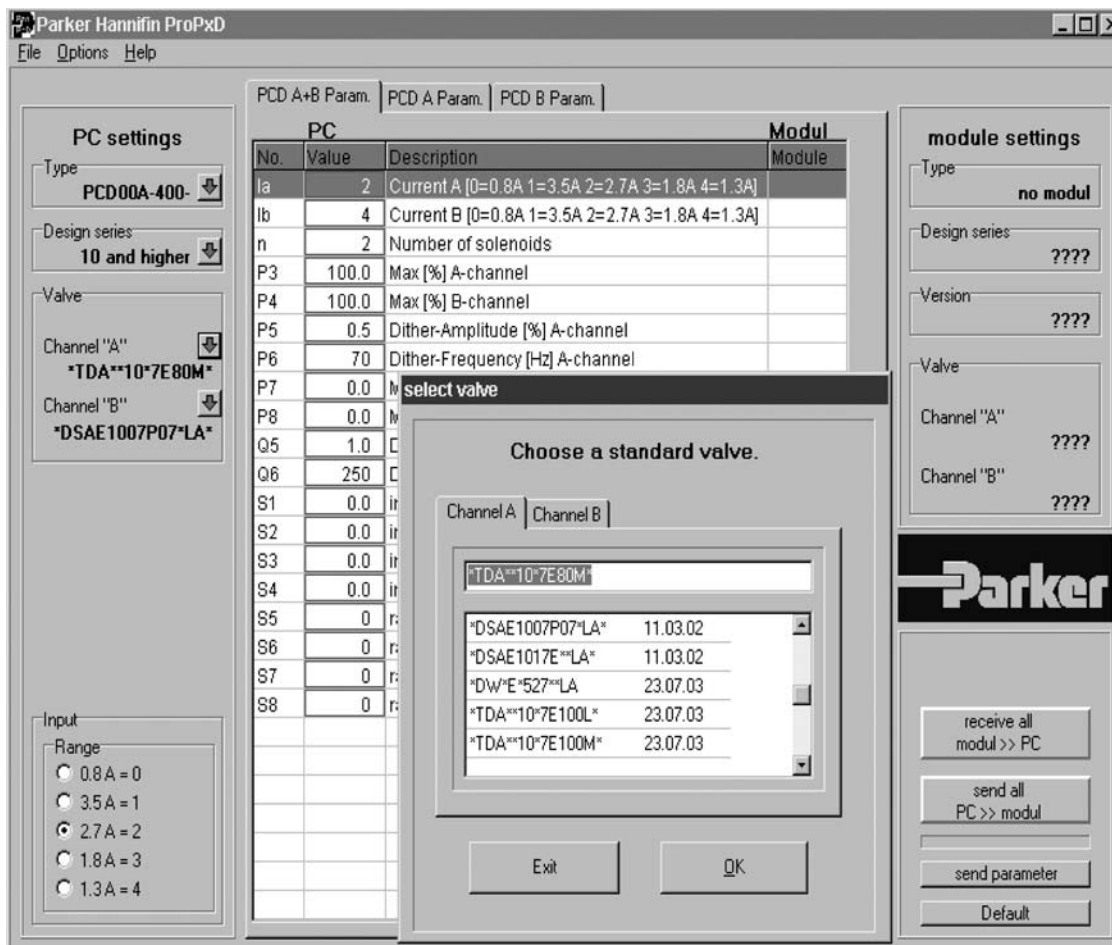 Parker Hannifin ProPxD
File Options Help
PC settings
Type
PCD00A-400-
Design series
10 and higher
Valve
Channel "A"
*TDA**10*7E80M*
Channel "B"
*DSAE1007P07*LA*
Input
Range
0.8 A = 0
3.5 A = 1
2.7 A = 2
1.8 A = 3
1.3 A = 4
PCD A+B Param. PCD A Param. PCD B Param.
PC Modul
No. Value Description Module
Ia 2 Current A [0=0.8A 1=3.5A 2=2.7A 3=1.8A 4=1.3A]
Ib 4 Current B [0=0.8A 1=3.5A 2=2.7A 3=1.8A 4=1.3A]
n 2 Number of solenoids
P3 100.0 Max [%] A-channel
P4 100.0 Max [%] B-channel
P5 0.5 Dither-Amplitude [%] A-channel
P6 70 Dither-Frequency [Hz] A-channel
P7 0.0
P8 0.0
Q5 1.0
Q6 250
S1 0.0
S2 0.0
S3 0.0
S4 0.0
S5 0
S6 0
S7 0
S8 0
select valve
Choose a standard valve.
Channel A Channel B
*TDA**10*7E80M*
*DSAE1007P07*LA* 11.03.02
*DSAE1017E**LA* 11.03.02
*DW*E*527**LA 23.07.03
*TDA**10*7E100L* 23.07.03
*TDA**10*7E100M* 23.07.03
Exit OK
module settings
Type
no modul
Design series
????
Version
????
Valve
Channel "A"
????
Channel "B"
????
Parker
receive all
modul >> PC
send all
PC >> modul
send parameter
Default